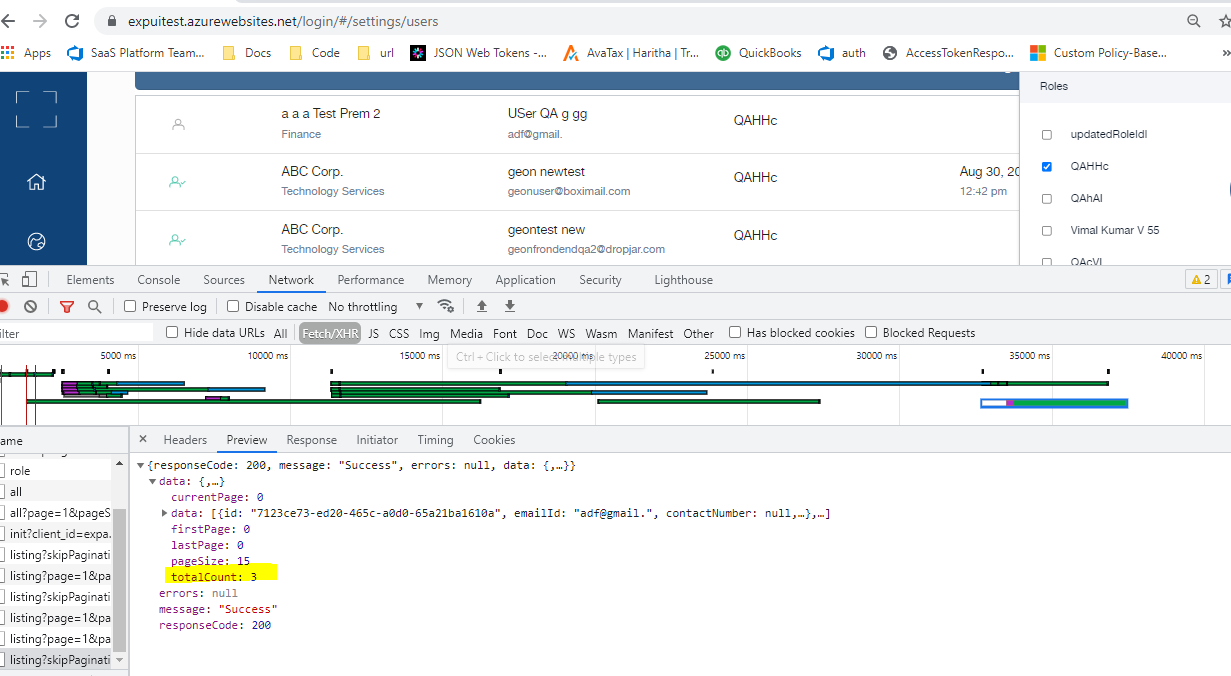 expuitest.azurewebsites.net/login/#/settings/users
Apps SaaS Platform Team... Docs Code url JSON Web Tokens -... AvaTax | Haritha | Tr... QuickBooks auth AccessTokenRespo... Custom Policy-Base... »
Roles
a a a Test Prem 2 USer QA g gg QAHHc
Finance adf@gmail.
updatedRoleIdI
QAHHc
ABC Corp. geon newtest QAHHc Aug 30, 20
Technology Services geonuser@boximail.com 12:42 pm
QAhAI
ABC Corp. geontest new QAHHc
Technology Services geonfrondendqa2@dropjar.com
Vimal Kumar V 55
QAcVI
Elements Console Sources Network Performance Memory Application Security Lighthouse 2
Preserve log Disable cache No throttling
ilter Hide data URLs All Fetch/XHR JS CSS Img Media Font Doc WS Wasm Manifest Other Has blocked cookies Blocked Requests
5000 ms 10000 ms 15000 ms 20000 ms 25000 ms 30000 ms 35000 ms 40000 ms
Ctrl + Click to select multiple types
ame × Headers Preview Response Initiator Timing Cookies
role
all
all?page=1&pageS
init?client_id=expa.
listing?skipPaginati
listing?page=1&pa
listing?skipPaginati
listing?page=1&pa
listing?page=1&pa
listing?skipPaginati
{responseCode: 200, message: "Success", errors: null, data: {,…}}
data: {,…}
currentPage: 0
data: [{id: "7123ce73-ed20-465c-a0d0-65a21ba1610a", emailId: "adf@gmail.", contactNumber: null,…},…]
firstPage: 0
lastPage: 0
pageSize: 15
totalCount: 3
errors: null
message: "Success"
responseCode: 200